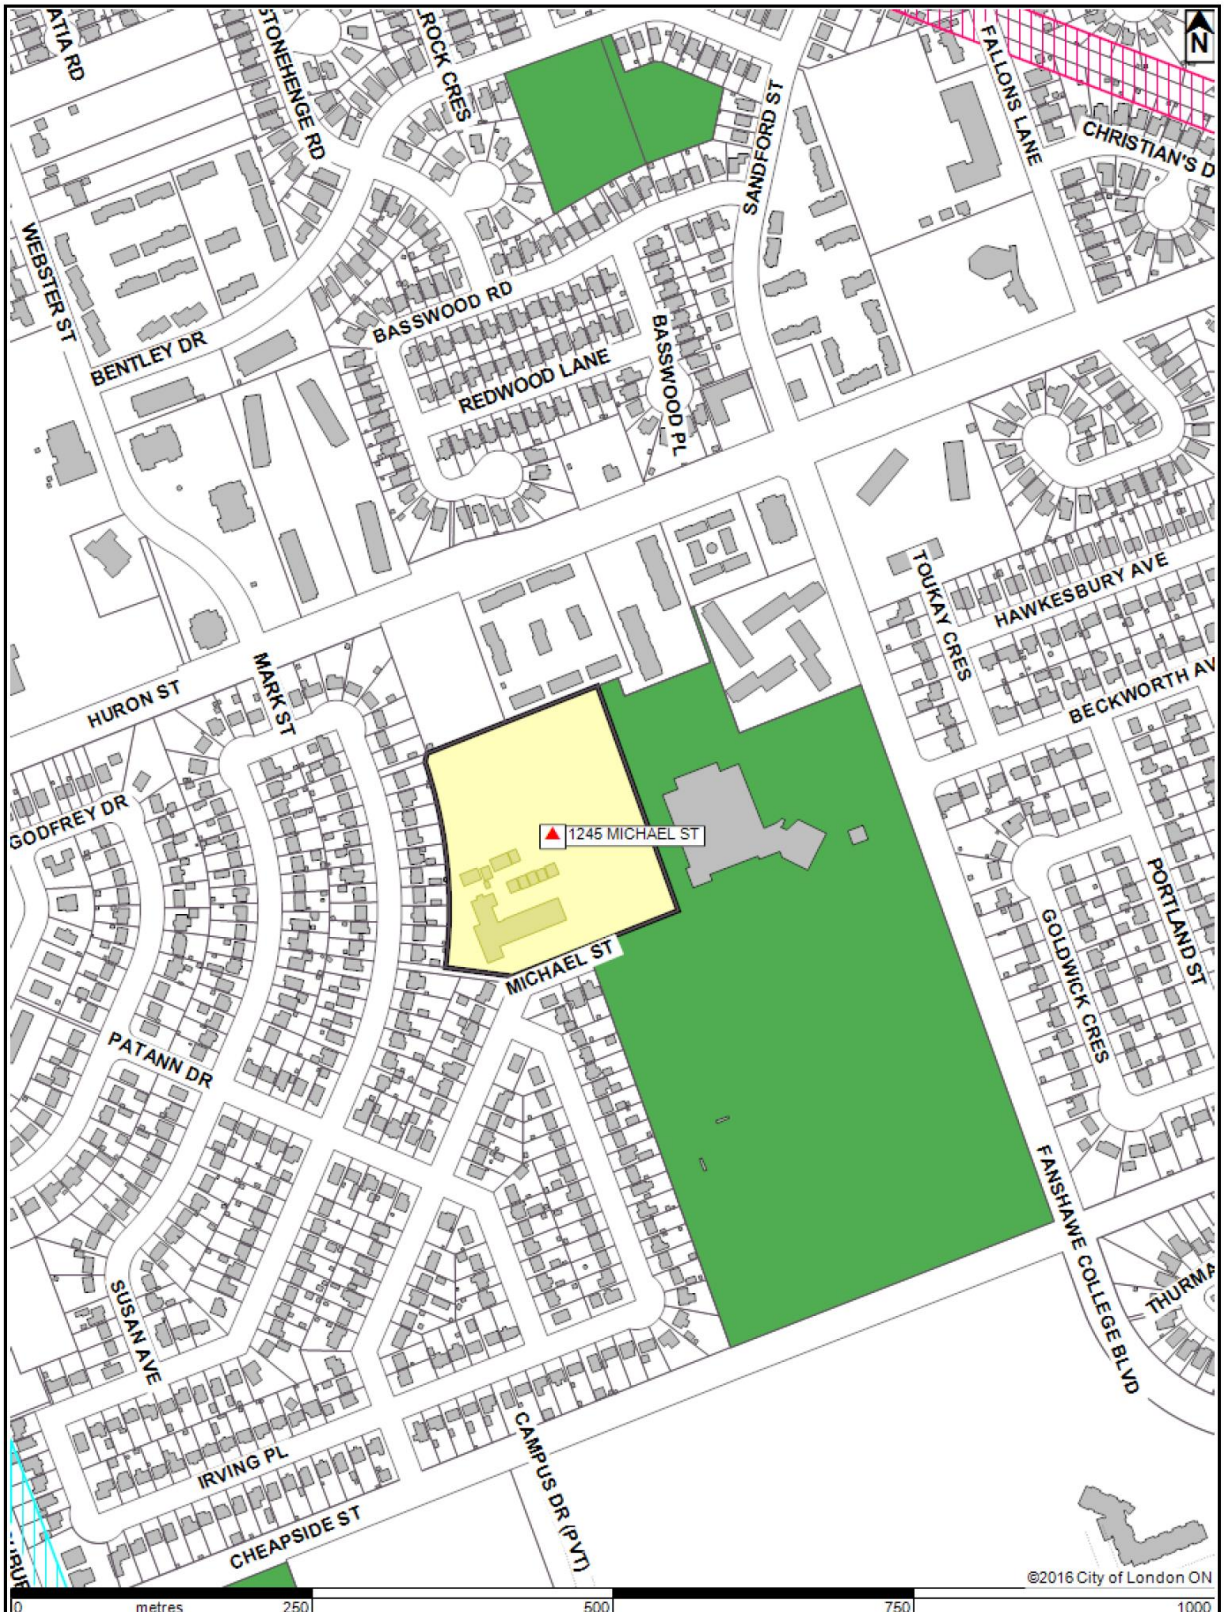 ATIA RD
STONEHENGE RD
ROCK CRES
FALLONS LANE
N
CHRISTIAN'S D
SANDFORD ST
WEBSTER ST
BENTLEY DR
BASSWOOD RD
REDWOOD LANE
BASSWOOD PL
TOUKAY CRES
HAWKESBURY AVE
BECKWORTH AV
HURON ST
MARK ST
GODFREY DR
1245 MICHAEL ST
MICHAEL ST
GOLDWICK CRES
PORTLAND ST
PATANN DR
SUSAN AVE
FANSHAWE COLLEGE BLVD
THURMA
IRVING PL
CAMPUS DR (PVT)
CHEAPSIDE ST
©2016 City of London ON
0 metres 250 500 750 1000